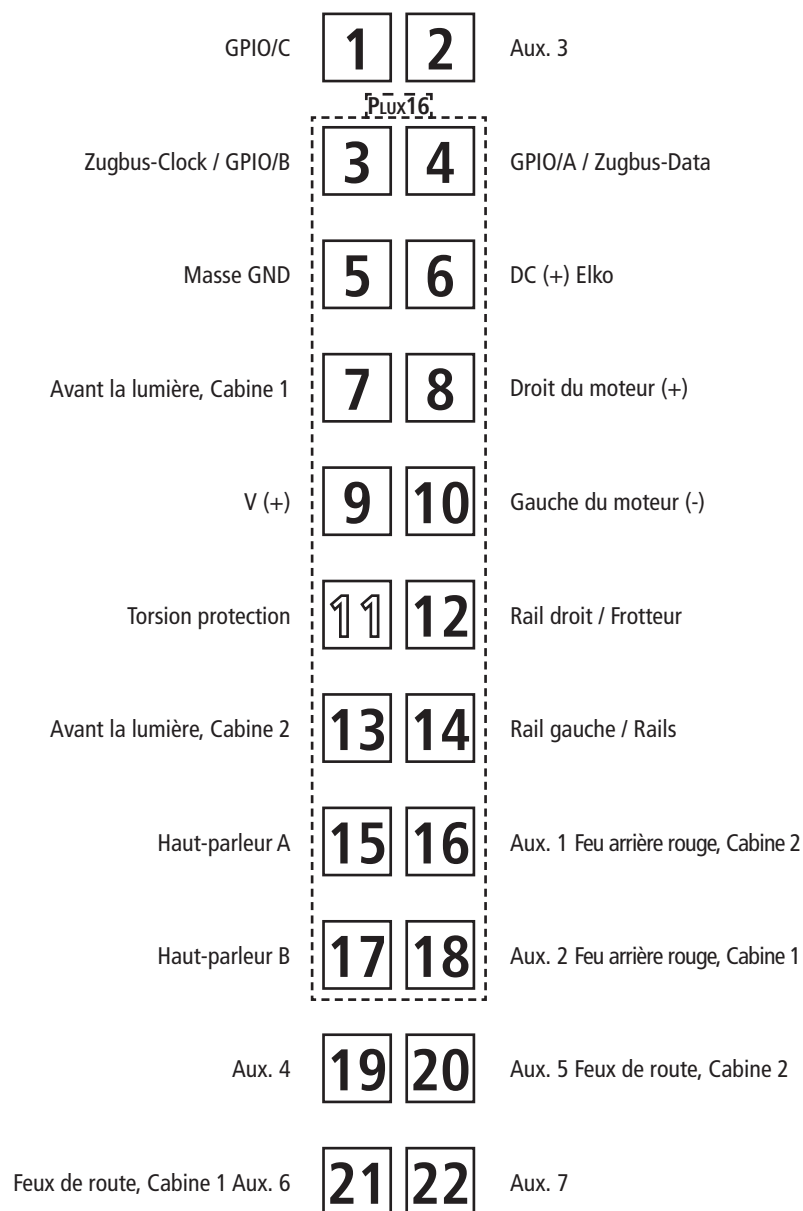 GPIO/C 1 2 Aux. 3
PLUX16
Zugbus-Clock / GPIO/B 3 4 GPIO/A / Zugbus-Data
Masse GND 5 6 DC (+) Elko
Avant la lumière, Cabine 1 7 8 Droit du moteur (+)
V (+) 9 10 Gauche du moteur (-)
Torsion protection 11 12 Rail droit / Frotteur
Avant la lumière, Cabine 2 13 14 Rail gauche / Rails
Haut-parleur A 15 16 Aux. 1 Feu arrière rouge, Cabine 2
Haut-parleur B 17 18 Aux. 2 Feu arrière rouge, Cabine 1
Aux. 4 19 20 Aux. 5 Feux de route, Cabine 2
Feux de route, Cabine 1 Aux. 6 21 22 Aux. 7